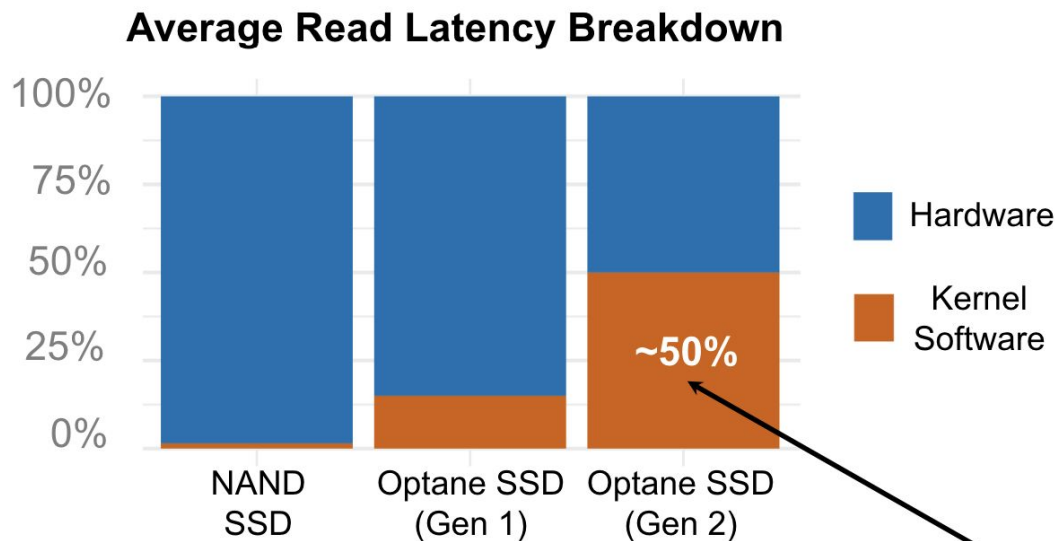 Average Read Latency Breakdown
100%
75%
50%
25%
0%
~50%
NAND
SSD
Optane SSD
(Gen 1)
Optane SSD
(Gen 2)
Hardware
Kernel
Software